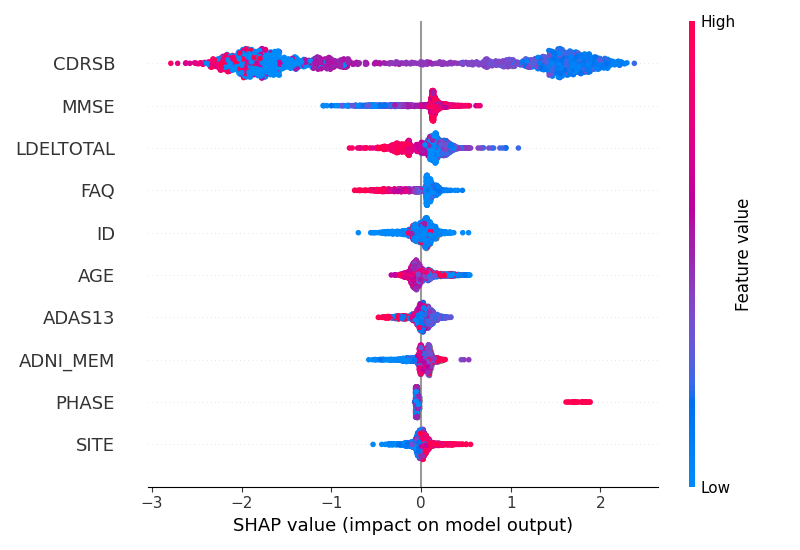 High
CDRSB
MMSE
LDELTOTAL
FAQ
ID
AGE
ADAS13
ADNI_MEM
PHASE
SITE
Feature value
Low
−3 −2 −1 0 1 2
SHAP value (impact on model output)